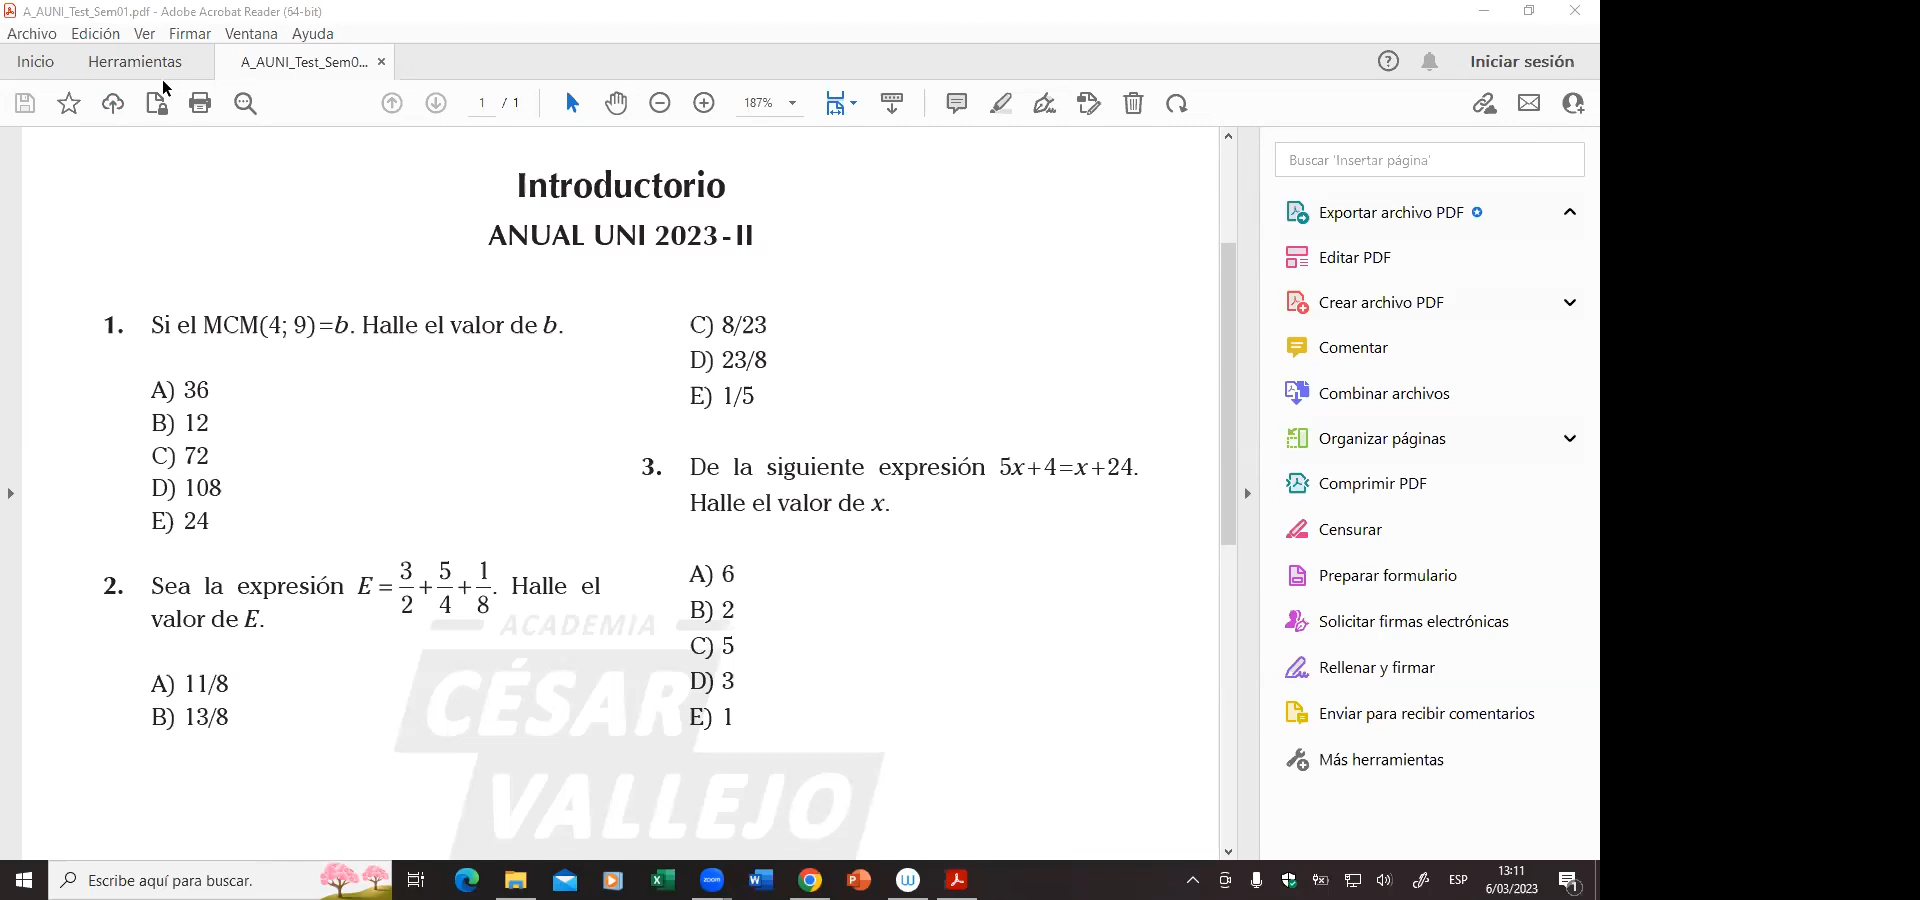 A_AUNI_Test_Sem01.pdf - Adobe Acrobat Reader (64-bit)
Archivo Edición Ver Firmar Ventana Ayuda
Inicio Herramientas A_AUNI_Test_Sem0... × Iniciar sesión
1 / 1 187%
Introductorio
ANUAL UNI 2023-II
1. Si el MCM(4; 9)=b. Halle el valor de b.
A) 36
B) 12
C) 72
D) 108
E) 24
2. Sea la expresión E = 3/2 + 5/4 + 1/8. Halle el
valor de E.
A) 11/8
B) 13/8
C) 8/23
D) 23/8
E) 1/5
3. De la siguiente expresión 5x+4=x+24.
Halle el valor de x.
A) 6
B) 2
C) 5
D) 3
E) 1
ACADEMIA
CÉSAR
VALLEJO
Buscar 'Insertar página'
Exportar archivo PDF
Editar PDF
Crear archivo PDF
Comentar
Combinar archivos
Organizar páginas
Comprimir PDF
Censurar
Preparar formulario
Solicitar firmas electrónicas
Rellenar y firmar
Enviar para recibir comentarios
Más herramientas
Escribe aquí para buscar.
zoom
ESP
13:11
6/03/2023
1